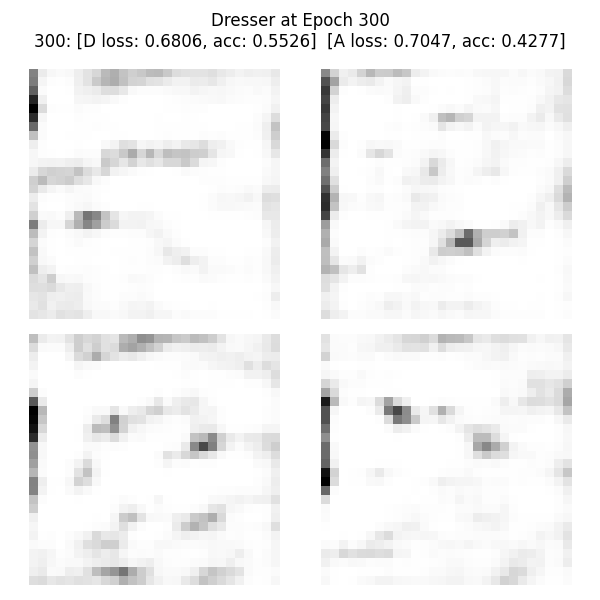 Dresser at Epoch 300
300: [D loss: 0.6806, acc: 0.5526]  [A loss: 0.7047, acc: 0.4277]